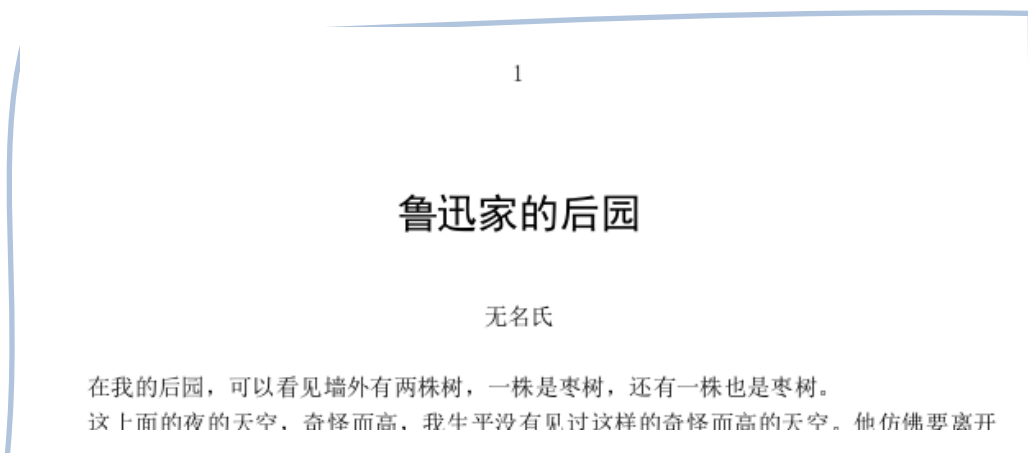 1
鲁迅家的后园
无名氏
在我的后园，可以看见墙外有两株树，一株是枣树，还有一株也是枣树。
这上面的夜的天空，奇怪而高，我生平没有见过这样的奇怪而高的天空。他仿佛要离开